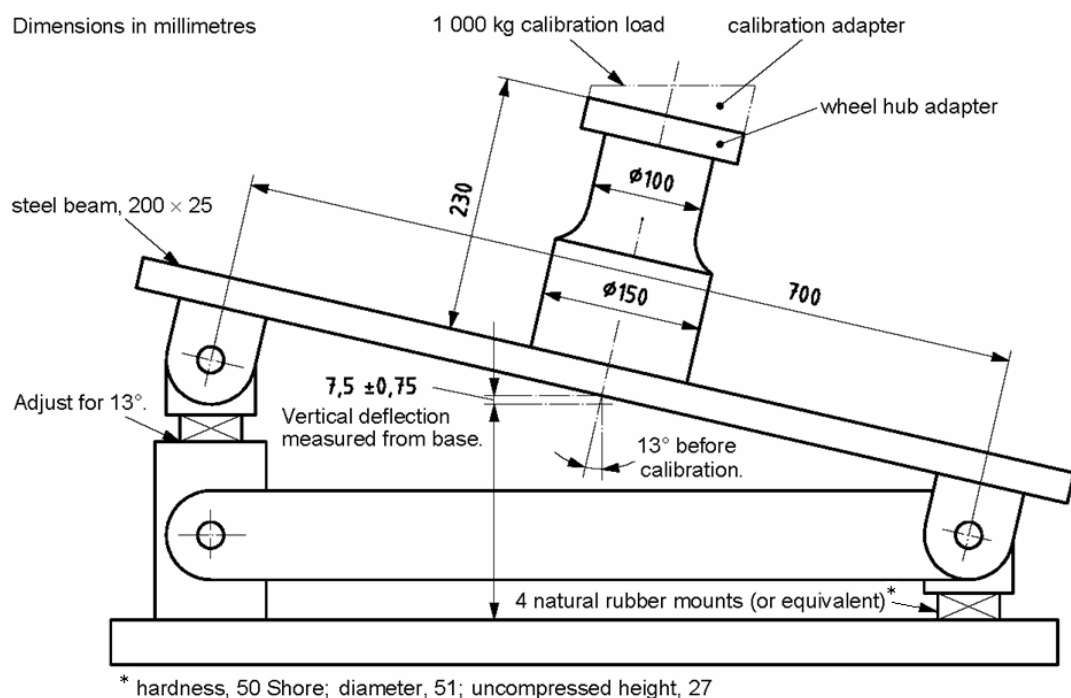 Dimensions in millimetres
1 000 kg calibration load
calibration adapter
wheel hub adapter
230
ø100
steel beam, 200 × 25
ø150
700
7,5 ±0,75
Vertical deflection
measured from base.
Adjust for 13°.
13° before
calibration.
4 natural rubber mounts (or equivalent)*
* hardness, 50 Shore; diameter, 51; uncompressed height, 27